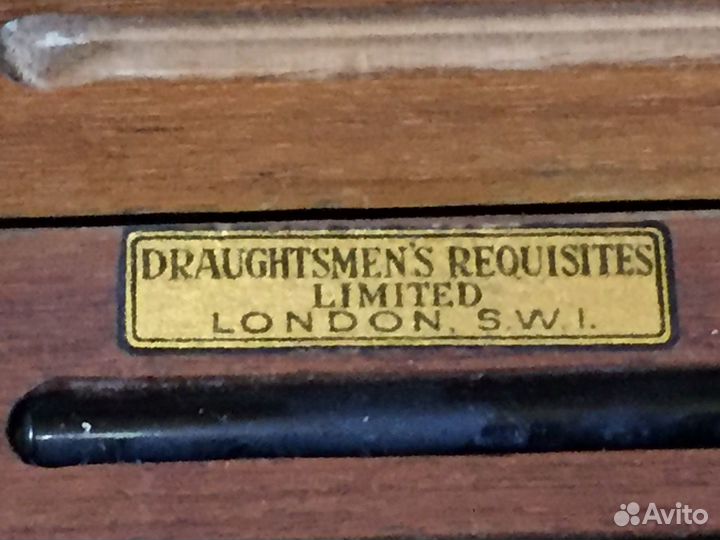 DRAUGHTSMEN'S REQUISITES
LIMITED
LONDON. S.W.1.
Avito